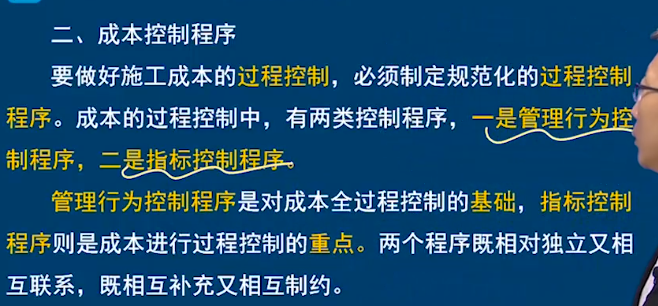 二、成本控制程序
要做好施工成本的过程控制，必须制定规范化的过程控制
程序。成本的过程控制中，有两类控制程序，一是管理行为控
制程序，二是指标控制程序。
管理行为控制程序是对成本全过程控制的基础，指标控制
程序则是成本进行过程控制的重点。两个程序既相对独立又相
互联系，既相互补充又相互制约。